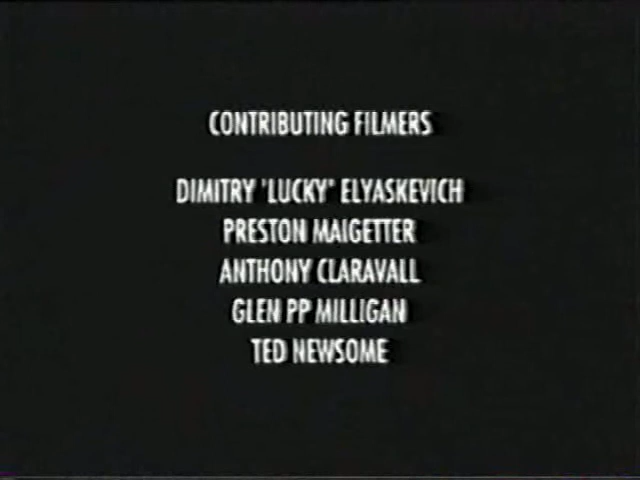 CONTRIBUTING FILMERS
DIMITRY 'LUCKY' ELYASKEVICH
PRESTON MAIGETTER
ANTHONY CLARAVALL
GLEN PP MILLIGAN
TED NEWSOME